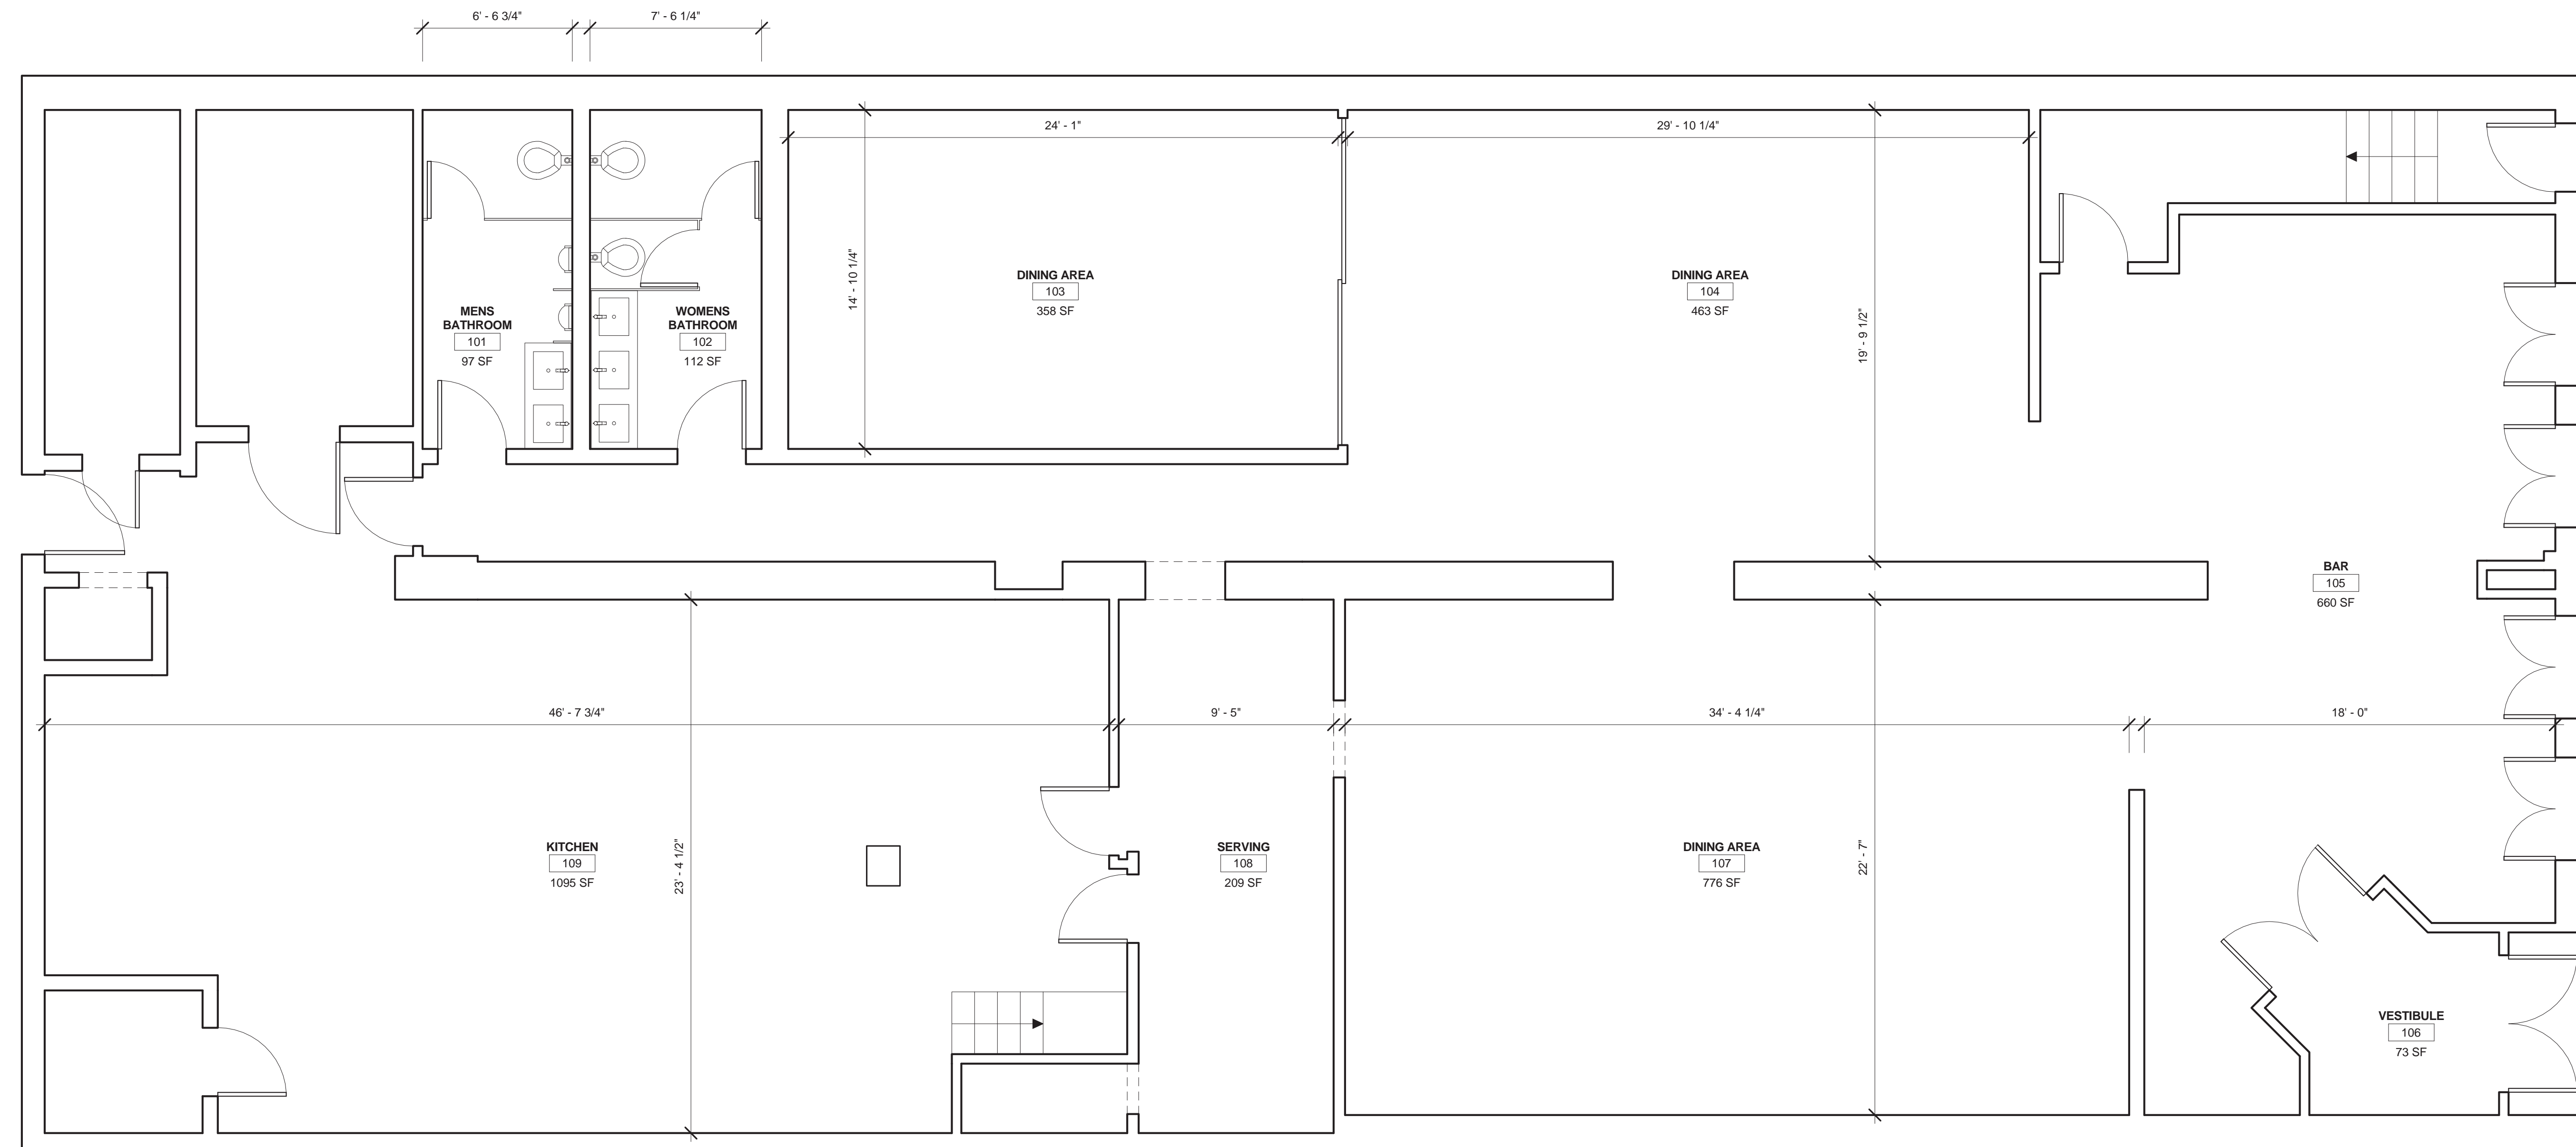 6' - 6 3/4"
7' - 6 1/4"
24' - 1"
29' - 10 1/4"
14' - 10 1/4"
19' - 9 1/2"
MENS
BATHROOM
101
97 SF
WOMENS
BATHROOM
102
112 SF
DINING AREA
103
358 SF
DINING AREA
104
463 SF
BAR
105
660 SF
46' - 7 3/4"
9' - 5"
34' - 4 1/4"
18' - 0"
KITCHEN
109
1095 SF
23' - 4 1/2"
SERVING
108
209 SF
DINING AREA
107
776 SF
22' - 7"
VESTIBULE
106
73 SF